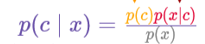 p(c | x) = p(c)p(x|c) / p(x)